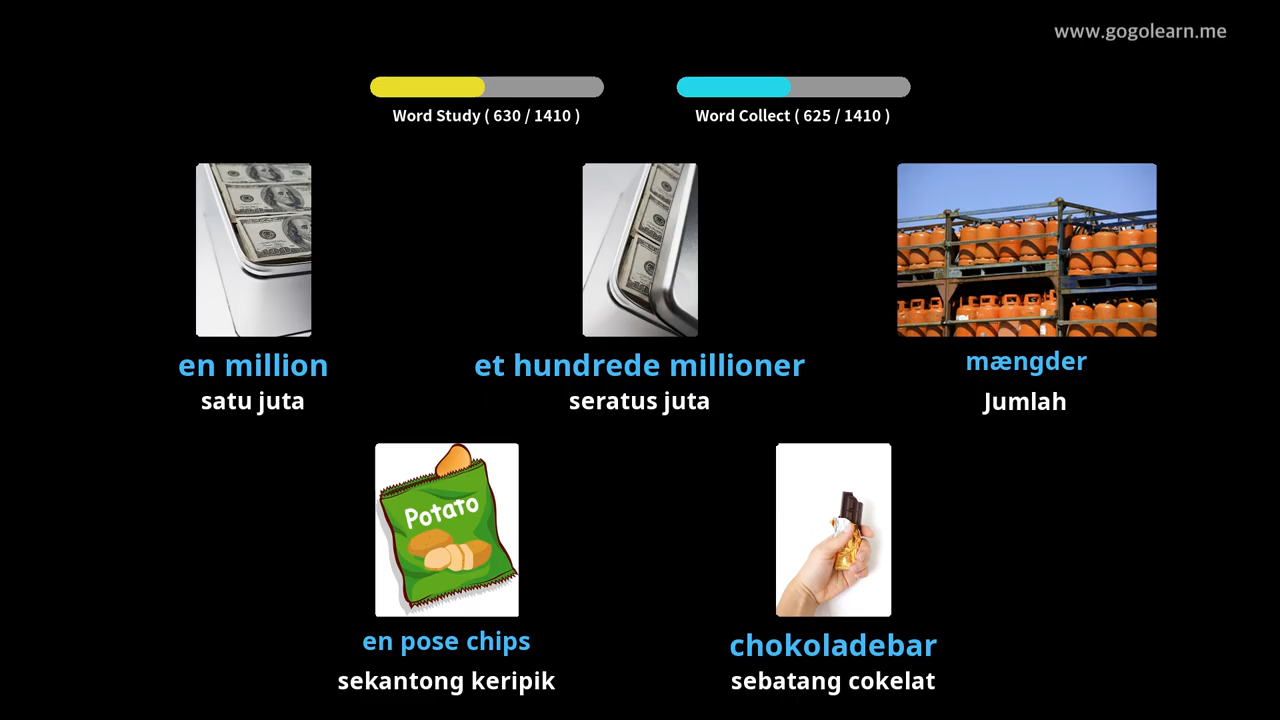 www.gogolearn.me
Word Study ( 630 / 1410 )
Word Collect ( 625 / 1410 )
en million
satu juta
et hundrede millioner
seratus juta
mængder
Jumlah
Potato
en pose chips
sekantong keripik
chokoladebar
sebatang cokelat